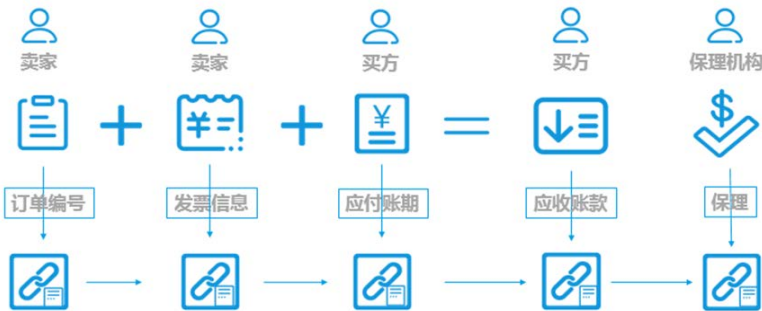 卖家 卖家 买方 买方 保理机构
¥ ¥ $
订单编号 发票信息 应付账期 应收账款 保理